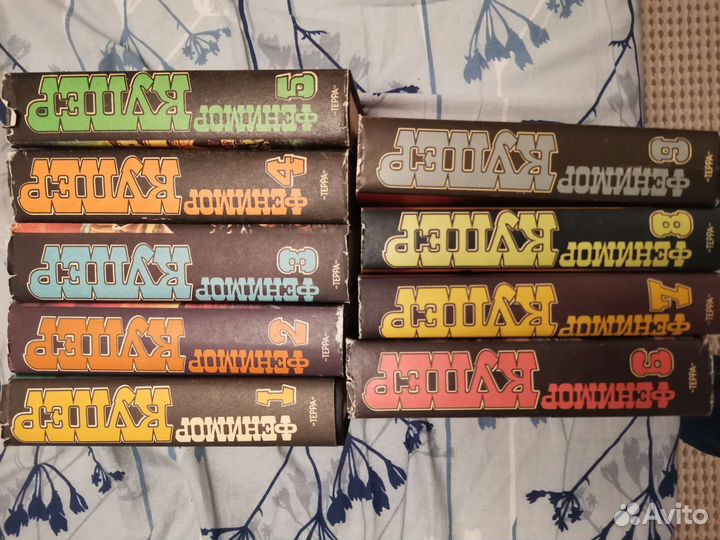 5 ФЕНИМОР КУПЕР
«ТЕРРА»
4 ФЕНИМОР КУПЕР
«ТЕРРА»
3 ФЕНИМОР КУПЕР
«ТЕРРА»
2 ФЕНИМОР КУПЕР
«ТЕРРА»
1 ФЕНИМОР КУПЕР
«ТЕРРА»
9 ФЕНИМОР КУПЕР
«ТЕРРА»
8 ФЕНИМОР КУПЕР
«ТЕРРА»
7 ФЕНИМОР КУПЕР
«ТЕРРА»
6 ФЕНИМОР КУПЕР
«ТЕРРА»
Avito